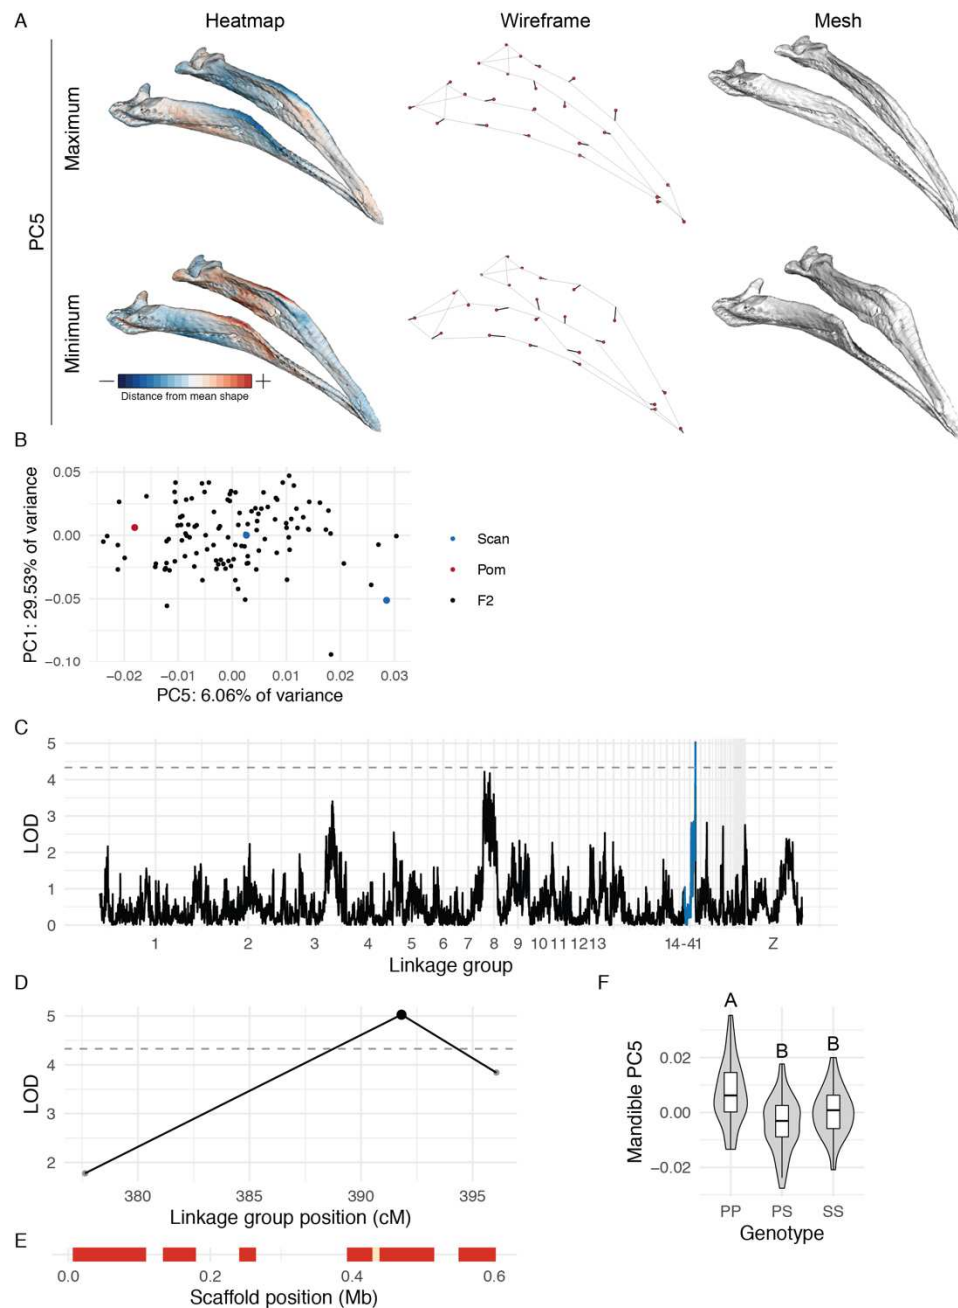 A
Heatmap Wireframe Mesh
PC5
Maximum
Minimum
— +
Distance from mean shape
B
0.05
0.00
−0.05
−0.10
PC1: 29.53% of variance
−0.02 −0.01 0.00 0.01 0.02 0.03
PC5: 6.06% of variance
Scan
Pom
F2
C
5
4
3
2
1
0
LOD
1 2 3 4 5 6 7 8 9 10 11 12 13 14-41 Z
Linkage group
D
5
4
3
2
LOD
380 385 390 395
Linkage group position (cM)
E
0.0 0.2 0.4 0.6
Scaffold position (Mb)
F
A
B B
0.02
0.00
−0.02
Mandible PC5
PP PS SS
Genotype